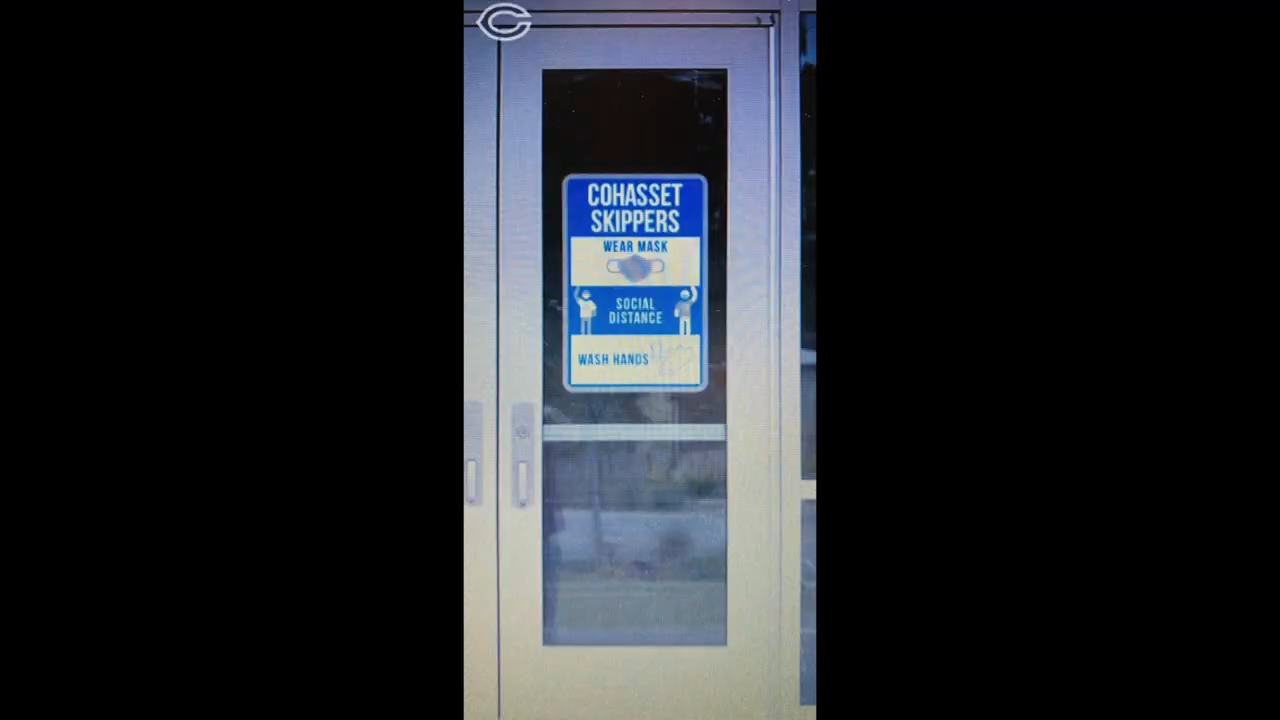 COHASSET
SKIPPERS
WEAR MASK
SOCIAL
DISTANCE
WASH HANDS